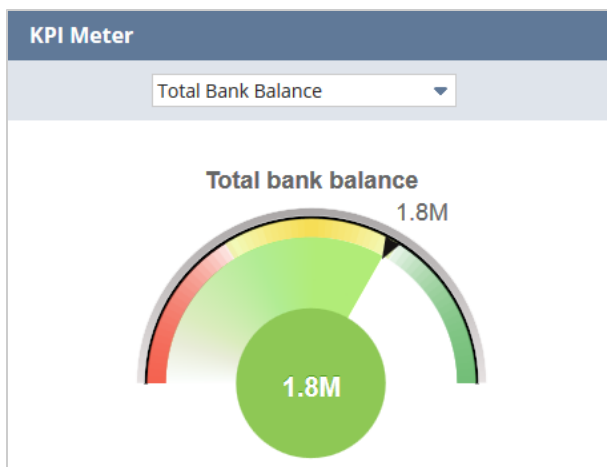 KPI Meter
Total Bank Balance
Total bank balance
1.8M
1.8M